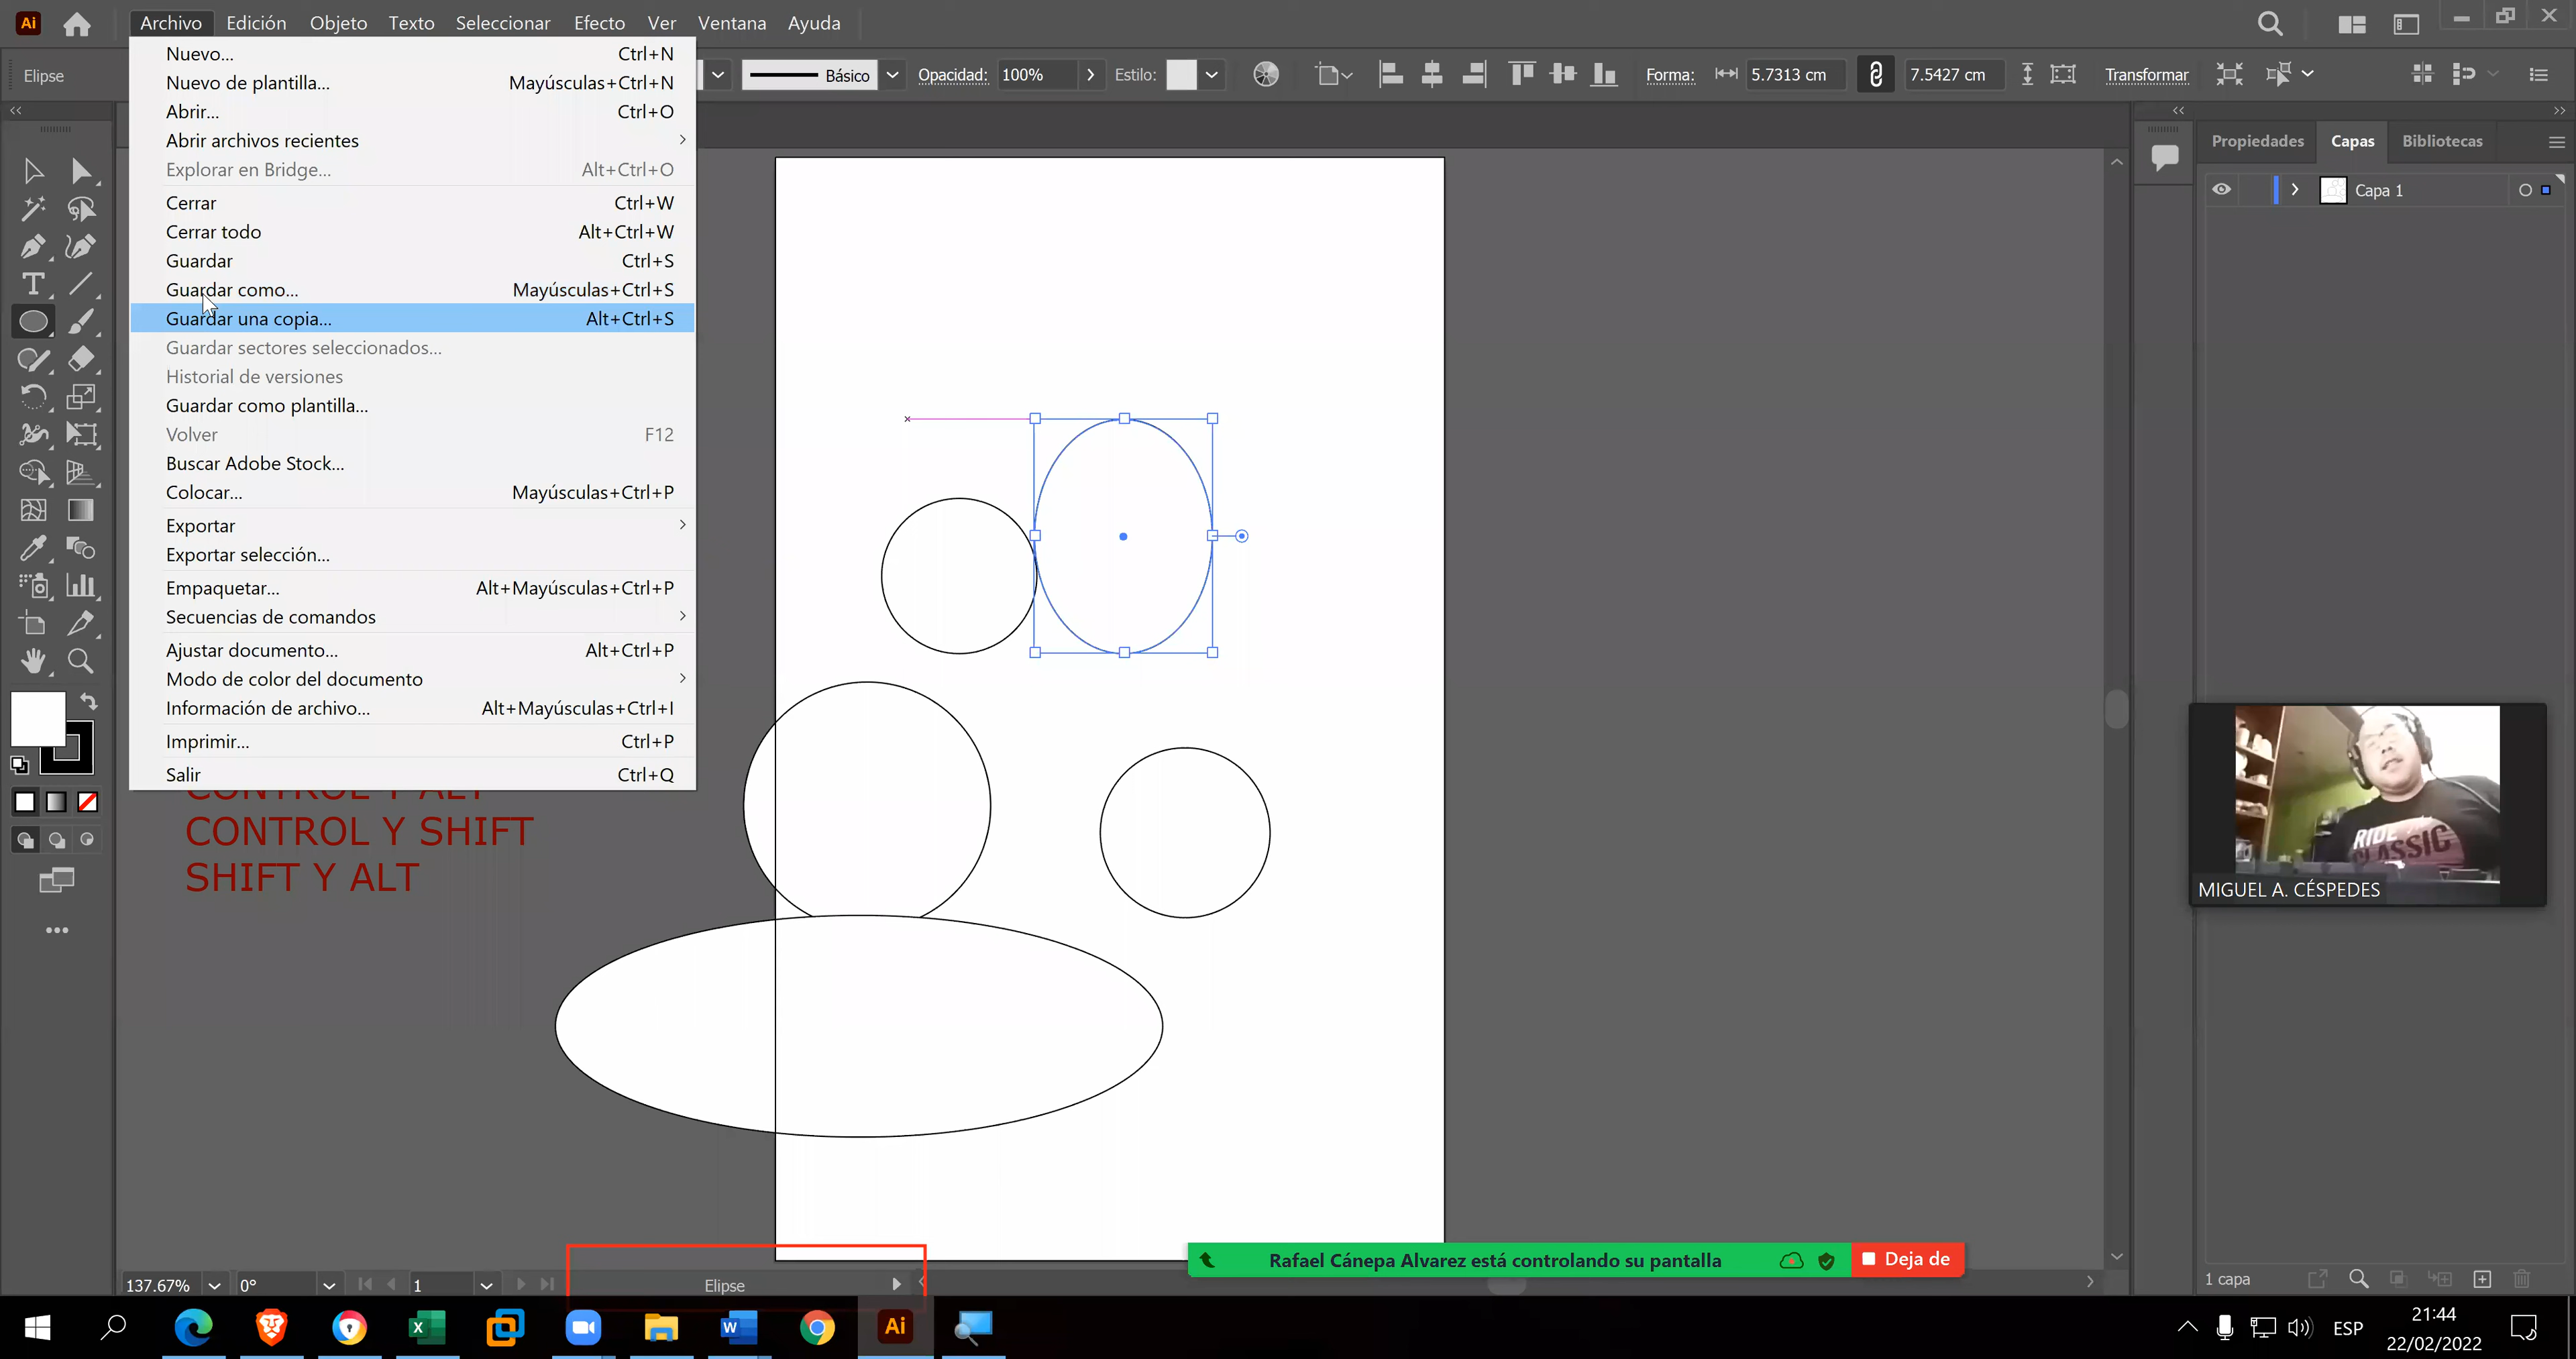 Ai Archivo Edición Objeto Texto Seleccionar Efecto Ver Ventana Ayuda
Elipse Básico Opacidad: 100% Estilo: Forma: 5.7313 cm 7.5427 cm Transformar
Nuevo... Ctrl+N
Nuevo de plantilla... Mayúsculas+Ctrl+N
Abrir... Ctrl+O
Abrir archivos recientes
Explorar en Bridge... Alt+Ctrl+O
Cerrar Ctrl+W
Cerrar todo Alt+Ctrl+W
Guardar Ctrl+S
Guardar como... Mayúsculas+Ctrl+S
Guardar una copia... Alt+Ctrl+S
Guardar sectores seleccionados...
Historial de versiones
Guardar como plantilla...
Volver F12
Buscar Adobe Stock...
Colocar... Mayúsculas+Ctrl+P
Exportar
Exportar selección...
Empaquetar... Alt+Mayúsculas+Ctrl+P
Secuencias de comandos
Ajustar documento... Alt+Ctrl+P
Modo de color del documento
Información de archivo... Alt+Mayúsculas+Ctrl+I
Imprimir... Ctrl+P
Salir Ctrl+Q
CONTROL Y ALT
CONTROL Y SHIFT
SHIFT Y ALT
Propiedades Capas Bibliotecas
Capa 1
RIDE
CLASSIC
MIGUEL A. CÉSPEDES
Rafael Cánepa Alvarez está controlando su pantalla Deja de
137.67% 0° 1 Elipse
1 capa
Ai
ESP
21:44
22/02/2022